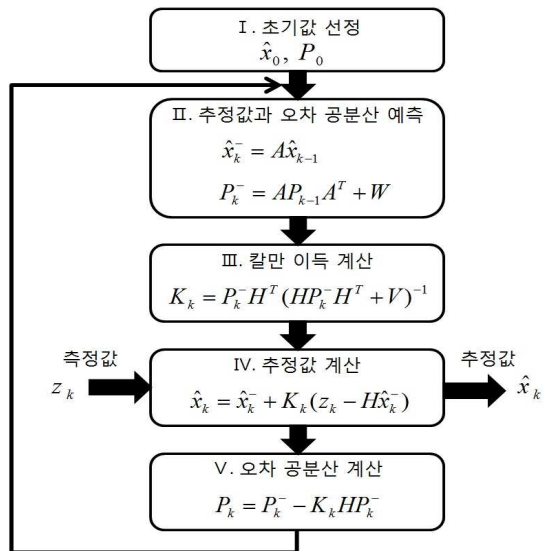 Ⅰ. 초기값 선정
x̂₀, P₀
Ⅱ. 추정값과 오차 공분산 예측
x̂ₖ⁻ = Ax̂ₖ₋₁
Pₖ⁻ = APₖ₋₁Aᵀ + W
Ⅲ. 칼만 이득 계산
Kₖ = Pₖ⁻Hᵀ(HPₖ⁻Hᵀ + V)⁻¹
측정값
zₖ
Ⅳ. 추정값 계산
x̂ₖ = x̂ₖ⁻ + Kₖ(zₖ − Hx̂ₖ⁻)
추정값
x̂ₖ
Ⅴ. 오차 공분산 계산
Pₖ = Pₖ⁻ − KₖHPₖ⁻